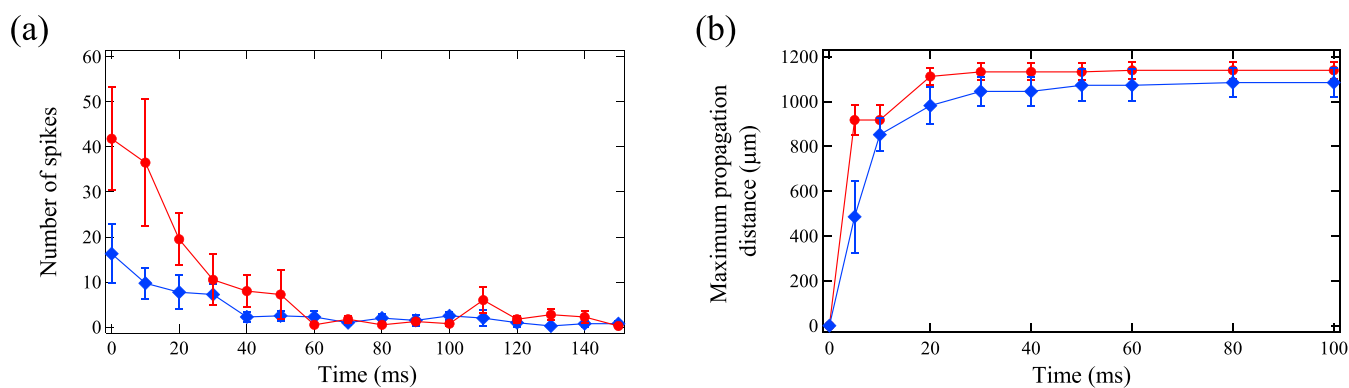 (a)
60
50
40
30
20
10
0
Number of spikes
0 20 40 60 80 100 120 140
Time (ms)
(b)
1200
1000
800
600
400
200
0
Maximum propagation
distance (μm)
0 20 40 60 80 100
Time (ms)